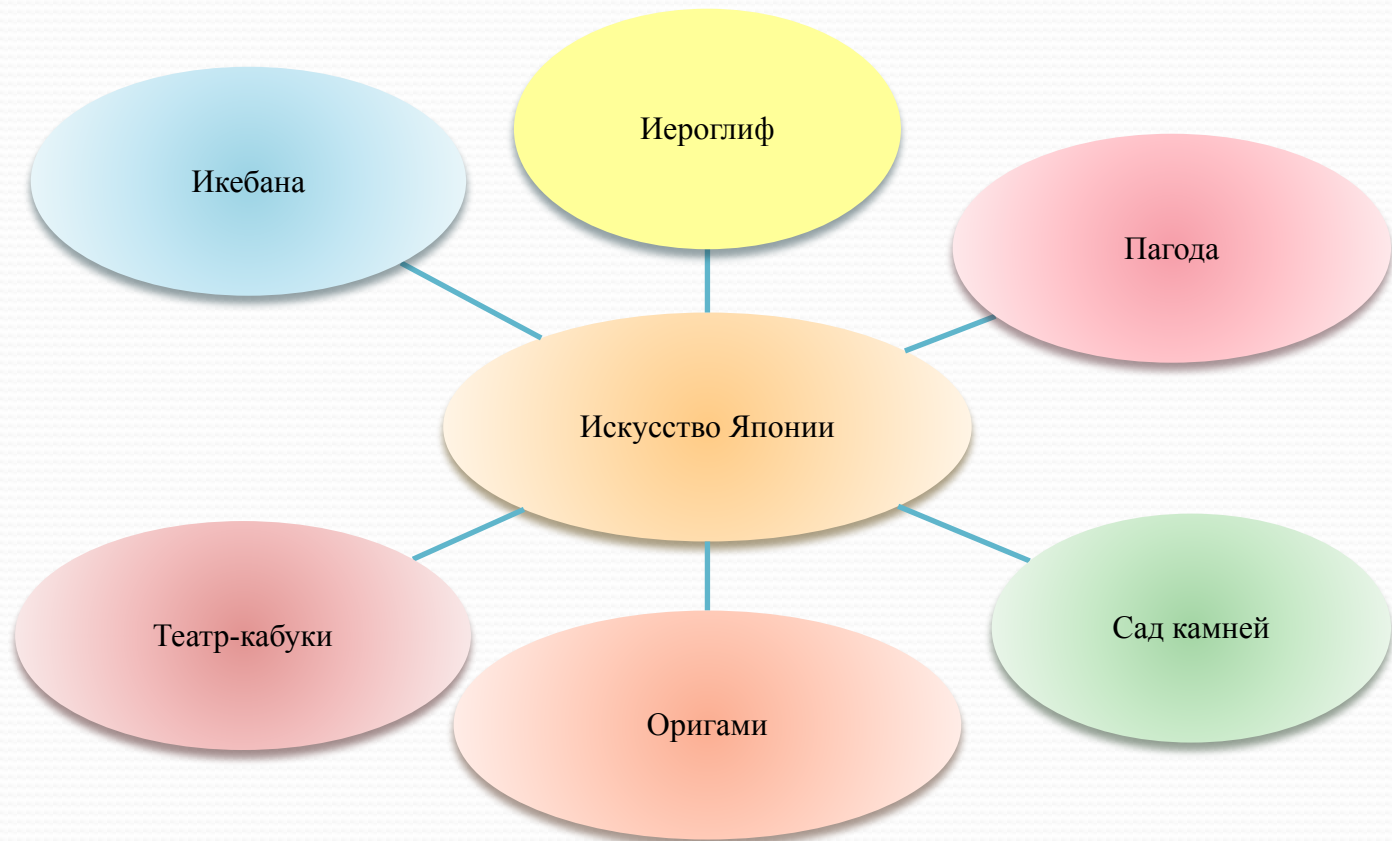 Иероглиф
Икебана
Пагода
Искусство Японии
Театр-кабуки
Сад камней
Оригами